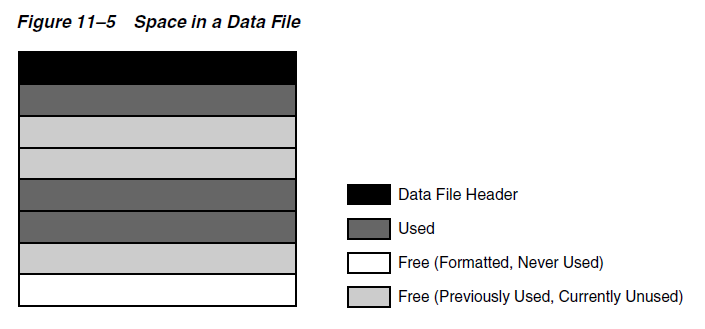 Figure 11–5 Space in a Data File
Data File Header
Used
Free (Formatted, Never Used)
Free (Previously Used, Currently Unused)